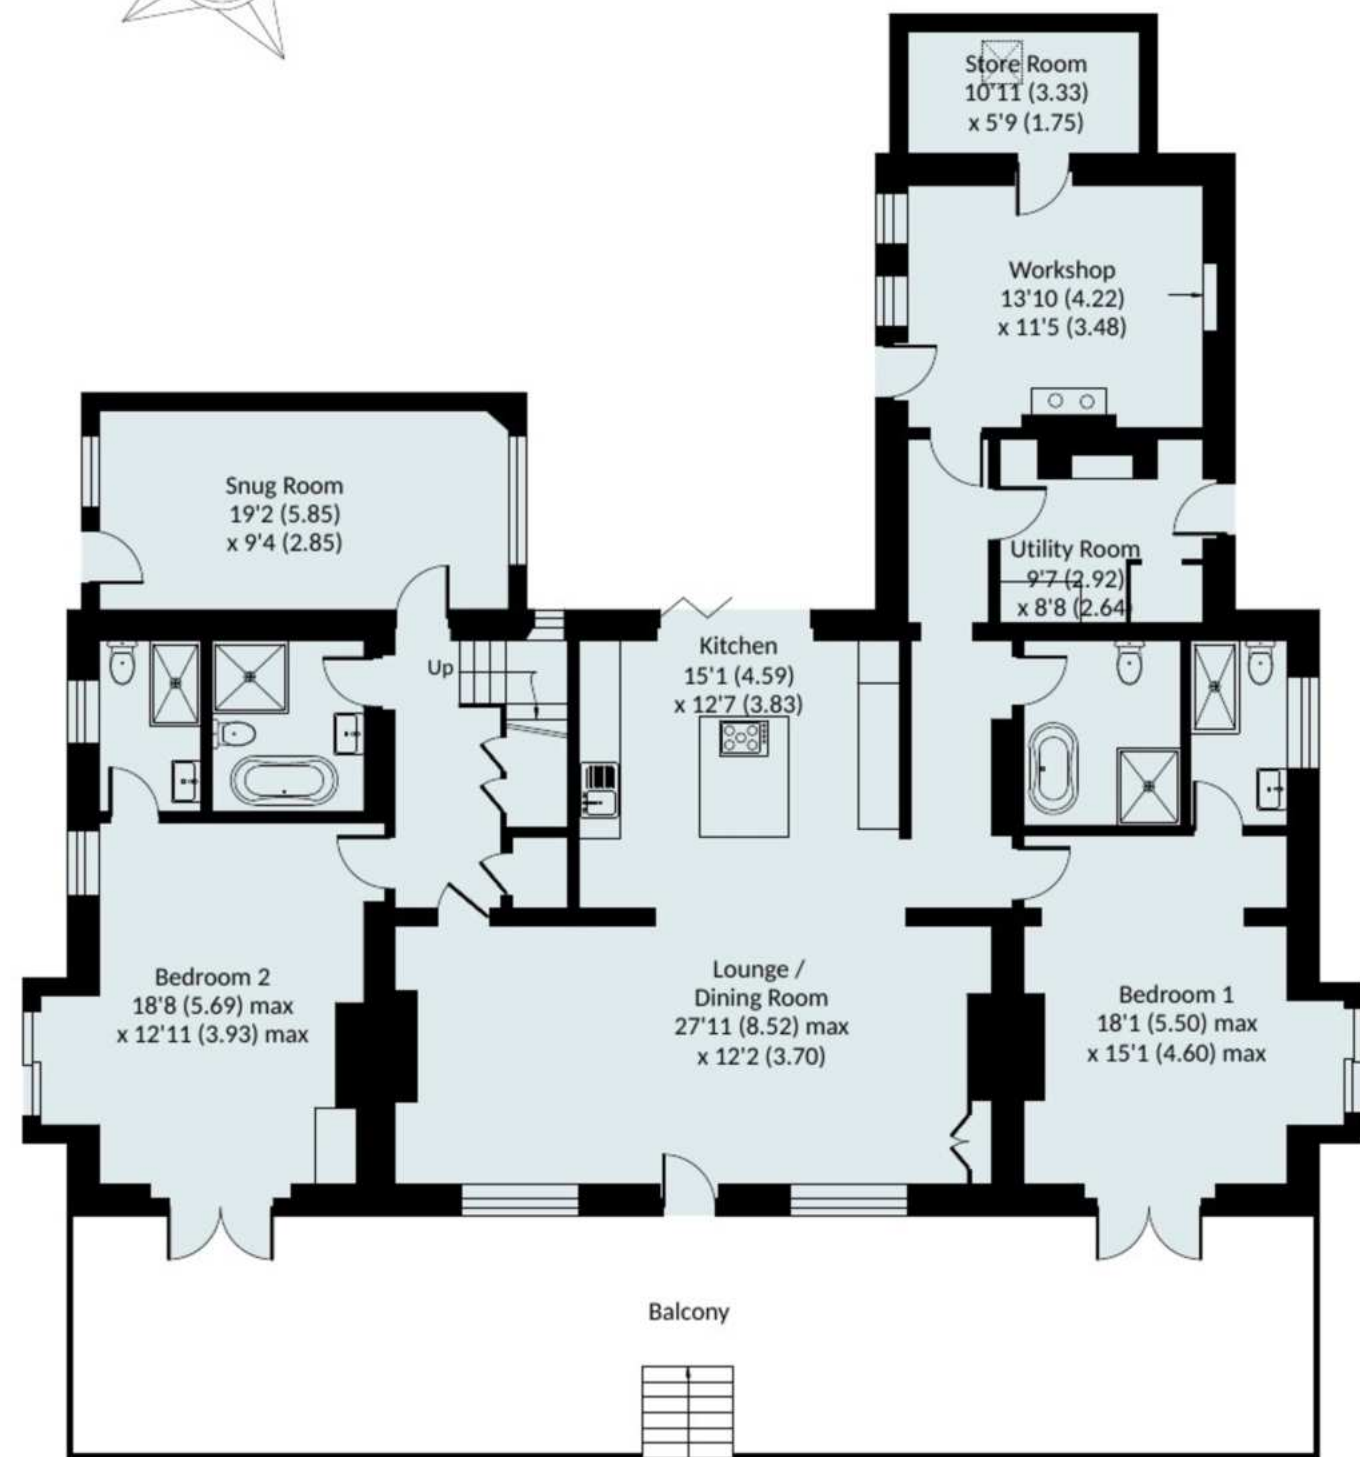 Store Room
10'11 (3.33)
x 5'9 (1.75)
Workshop
13'10 (4.22)
x 11'5 (3.48)
Snug Room
19'2 (5.85)
x 9'4 (2.85)
Utility Room
9'7 (2.92)
x 8'8 (2.64)
Up
Kitchen
15'1 (4.59)
x 12'7 (3.83)
Bedroom 2
18'8 (5.69) max
x 12'11 (3.93) max
Lounge /
Dining Room
27'11 (8.52) max
x 12'2 (3.70)
Bedroom 1
18'1 (5.50) max
x 15'1 (4.60) max
Balcony